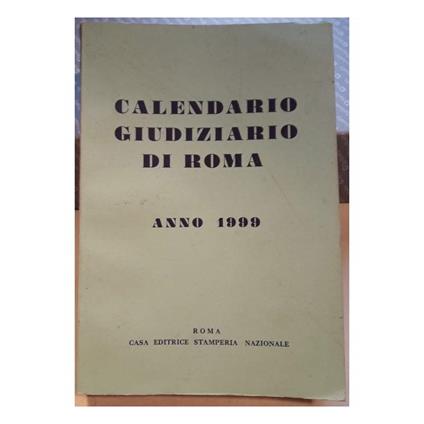 CALENDARIO
GIUDIZIARIO
DI ROMA
ANNO 1999
ROMA
CASA EDITRICE STAMPERIA NAZIONALE